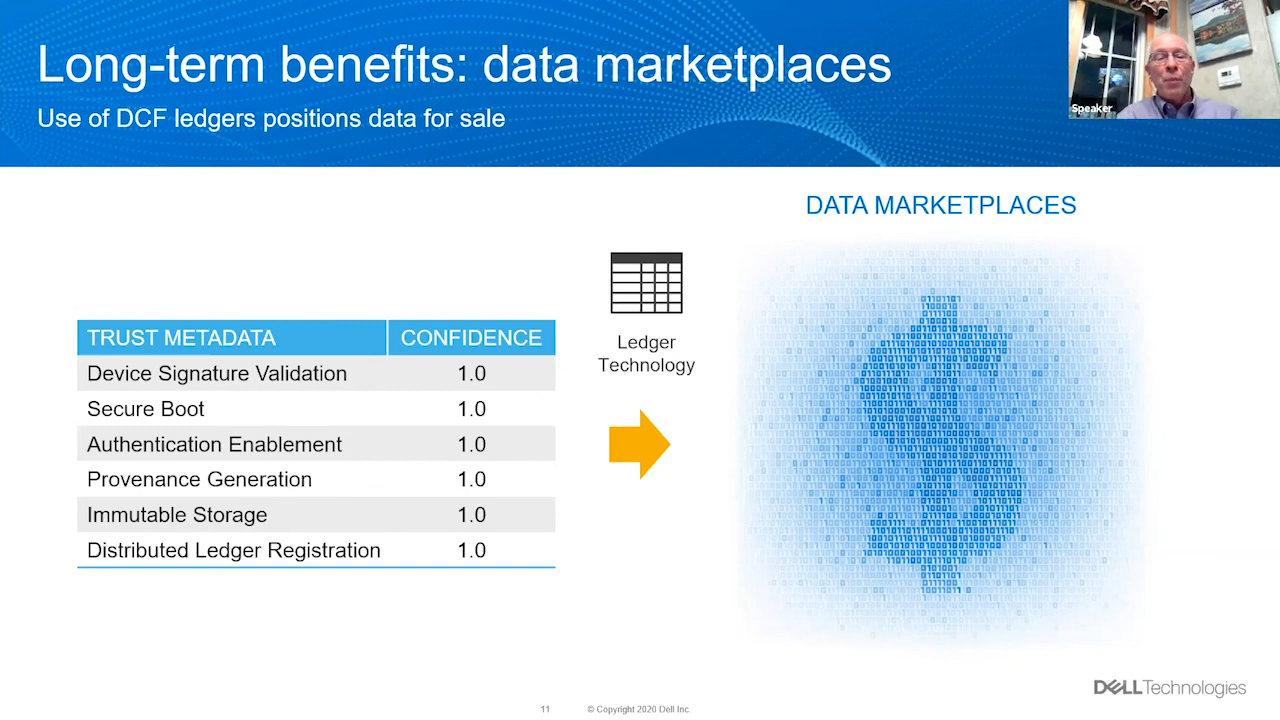 Long-term benefits: data marketplaces
Use of DCF ledgers positions data for sale
Speaker
DATA MARKETPLACES
Ledger
Technology
TRUST METADATA CONFIDENCE
Device Signature Validation 1.0
Secure Boot 1.0
Authentication Enablement 1.0
Provenance Generation 1.0
Immutable Storage 1.0
Distributed Ledger Registration 1.0
DELLTechnologies
11 © Copyright 2020 Dell Inc.